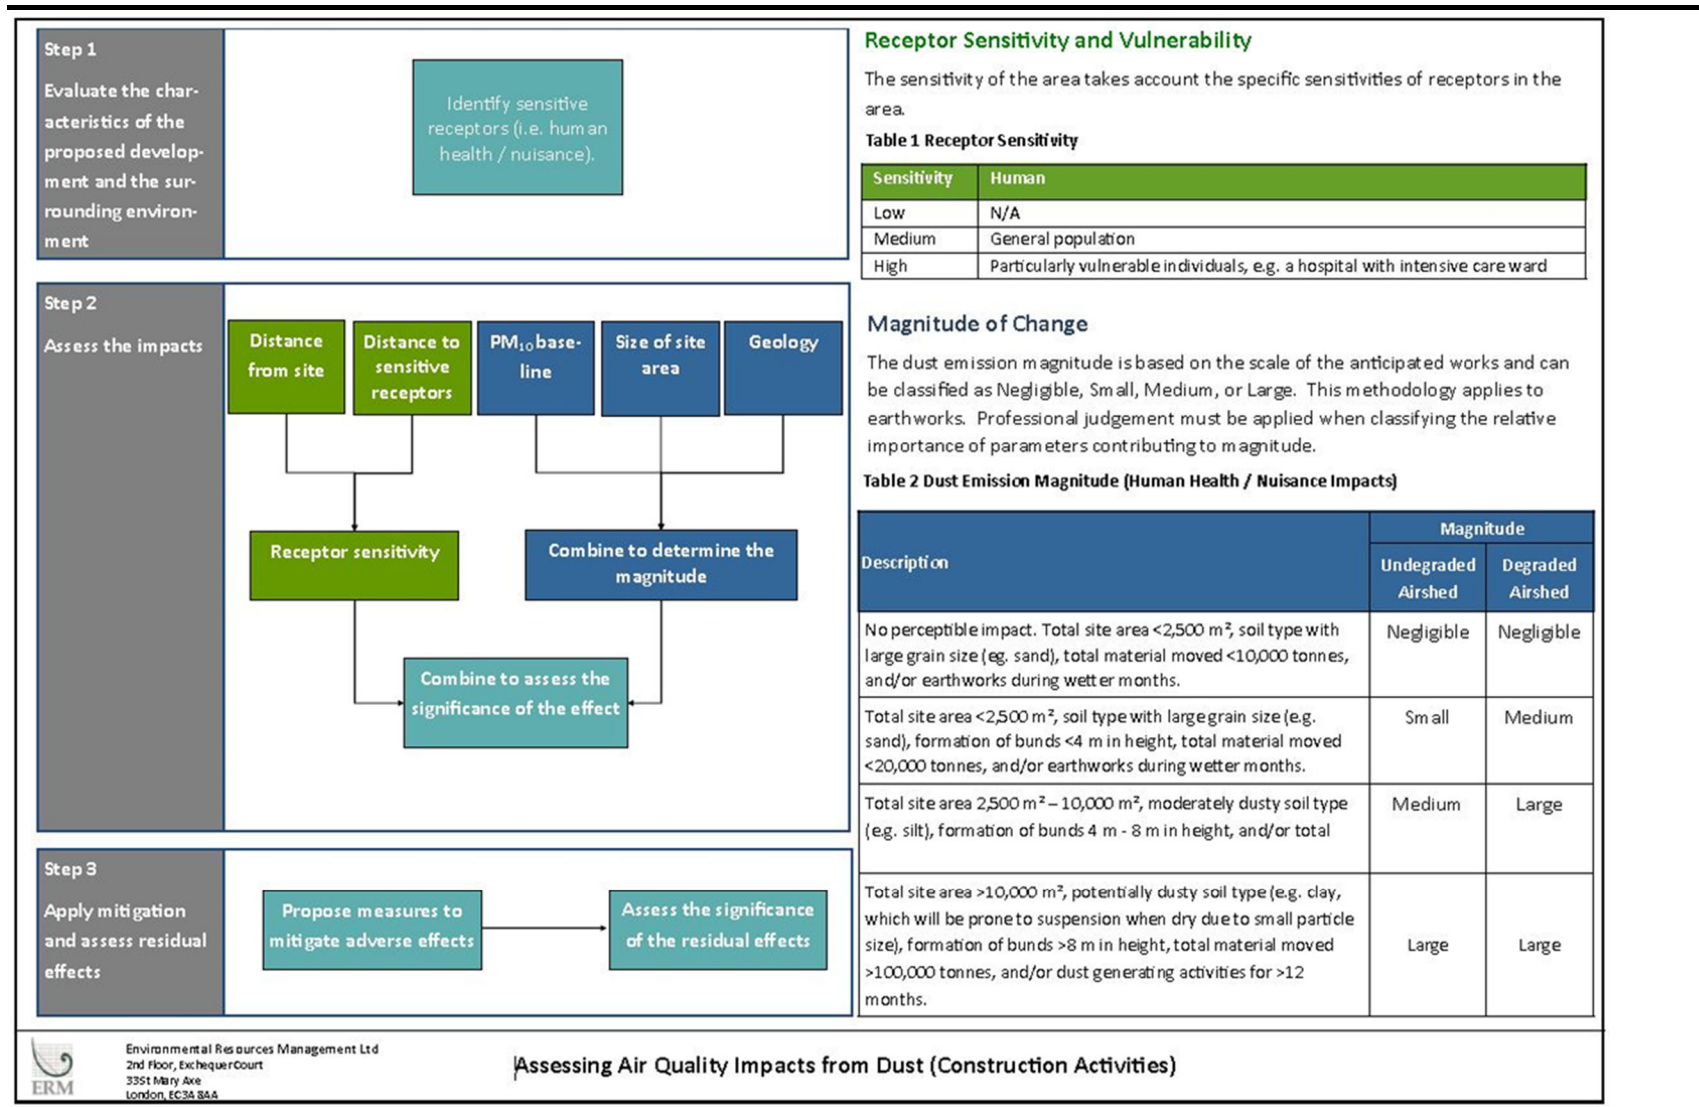 Step 1
Evaluate the char-
acteristics of the
proposed develop-
ment and the sur-
rounding environ-
ment
Identify sensitive
receptors (i.e. human
health / nuisance).
Step 2
Assess the impacts
Distance
from site
Distance to
sensitive
receptors
PM₁₀ base-
line
Size of site
area
Geology
Receptor sensitivity
Combine to determine the
magnitude
Combine to assess the
significance of the effect
Step 3
Apply mitigation
and assess residual
effects
Propose measures to
mitigate adverse effects
Assess the significance
of the residual effects
Receptor Sensitivity and Vulnerability
The sensitivity of the area takes account the specific sensitivities of receptors in the
area.
Table 1 Receptor Sensitivity
Sensitivity Human
Low N/A
Medium General population
High Particularly vulnerable individuals, e.g. a hospital with intensive care ward
Magnitude of Change
The dust emission magnitude is based on the scale of the anticipated works and can
be classified as Negligible, Small, Medium, or Large. This methodology applies to
earthworks. Professional judgement must be applied when classifying the relative
importance of parameters contributing to magnitude.
Table 2 Dust Emission Magnitude (Human Health / Nuisance Impacts)
Description
Magnitude
Undegraded
Airshed
Degraded
Airshed
No perceptible impact. Total site area <2,500 m², soil type with
large grain size (eg. sand), total material moved <10,000 tonnes,
and/or earthworks during wetter months.
Negligible Negligible
Total site area <2,500 m², soil type with large grain size (e.g.
sand), formation of bunds <4 m in height, total material moved
<20,000 tonnes, and/or earthworks during wetter months.
Small Medium
Total site area 2,500 m² – 10,000 m², moderately dusty soil type
(e.g. silt), formation of bunds 4 m - 8 m in height, and/or total
Medium Large
Total site area >10,000 m², potentially dusty soil type (e.g. clay,
which will be prone to suspension when dry due to small particle
size), formation of bunds >8 m in height, total material moved
>100,000 tonnes, and/or dust generating activities for >12
months.
Large Large
ERM
Environmental Resources Management Ltd
2nd Floor, Exchequer Court
33St Mary Axe
London, EC3A 8AA
Assessing Air Quality Impacts from Dust (Construction Activities)